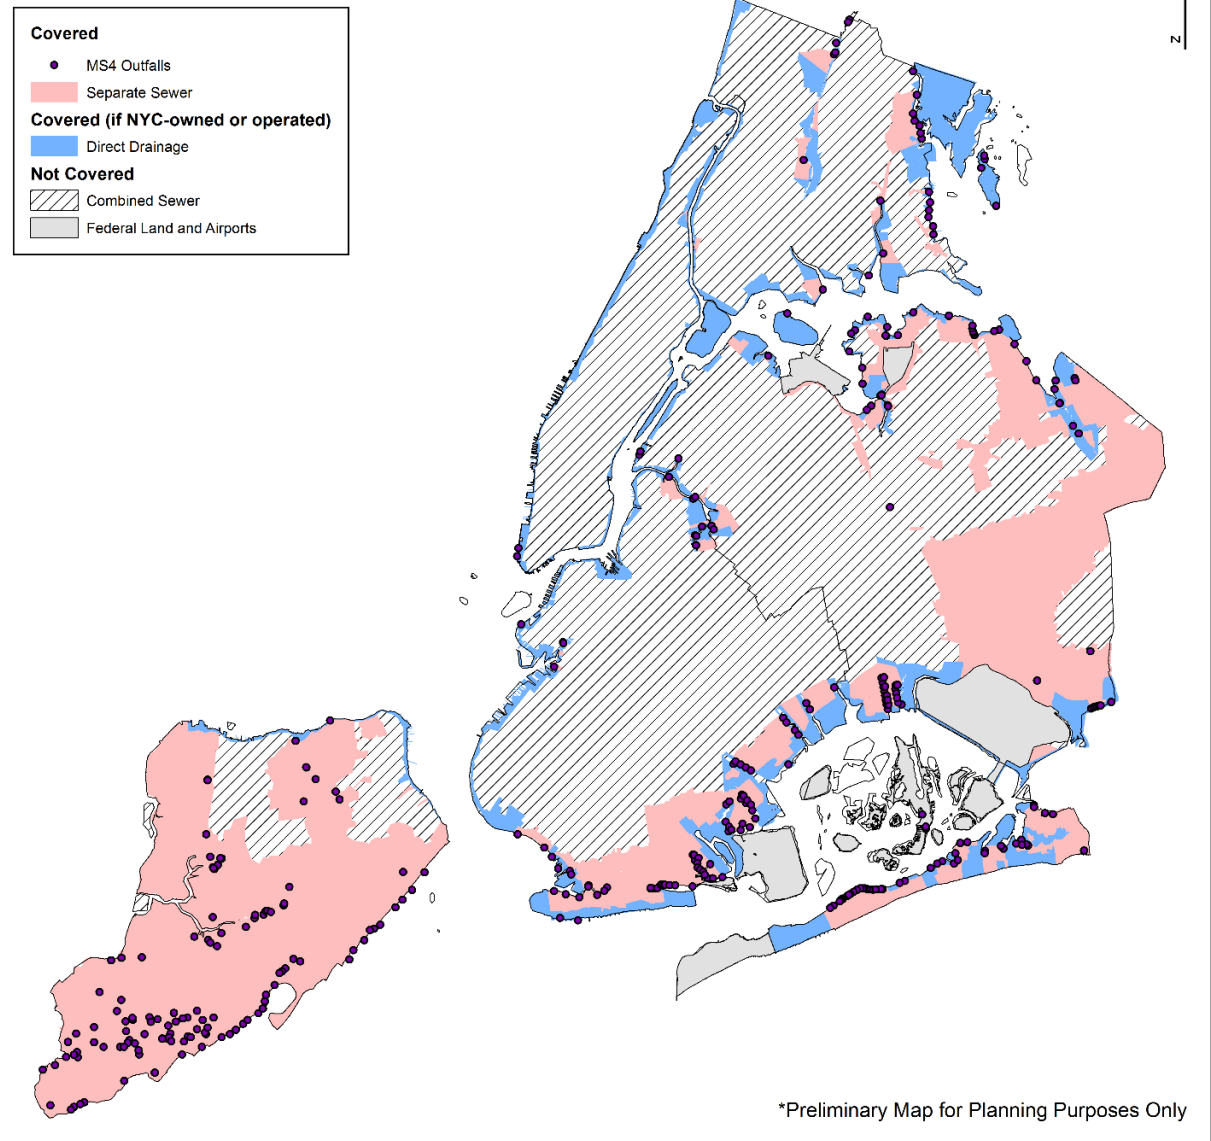 Covered
MS4 Outfalls
Separate Sewer
Covered (if NYC-owned or operated)
Direct Drainage
Not Covered
Combined Sewer
Federal Land and Airports
N
*Preliminary Map for Planning Purposes Only